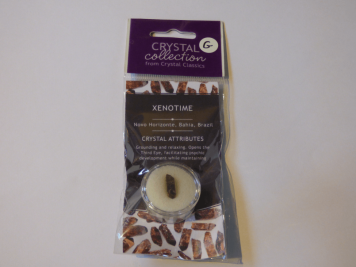 CRYSTAL
collection
from Crystal Classics
G
XENOTIME
Novo Horizonte, Bahia, Brazil
CRYSTAL ATTRIBUTES
Grounding and relaxing. Opens the
Third Eye, facilitating psychic
development while maintaining